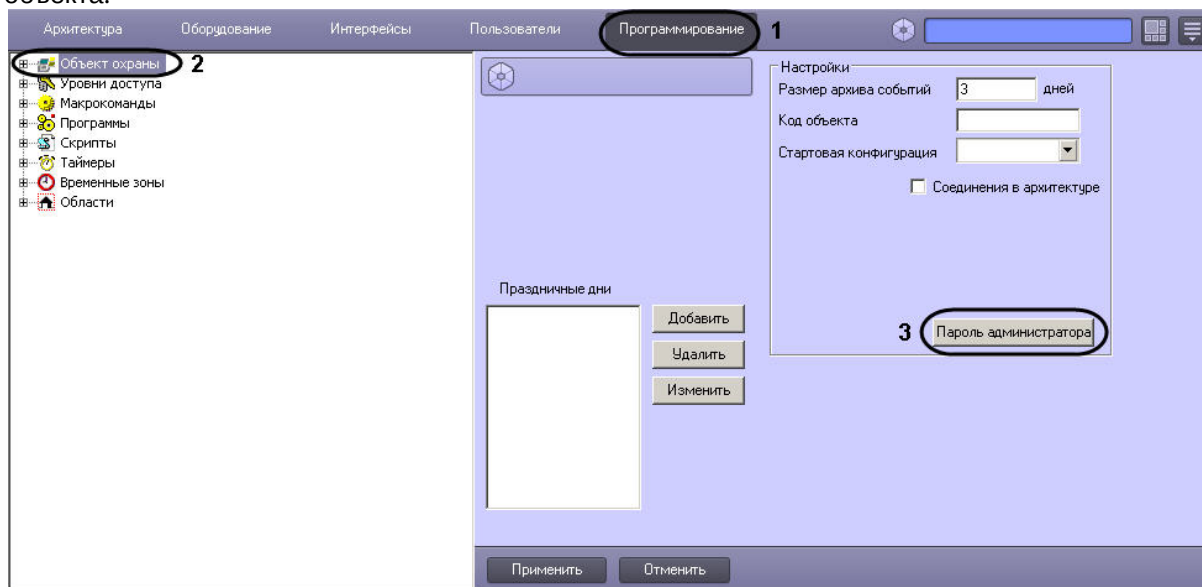 объекта.
Архитектура Оборудование Интерфейсы Пользователи Программирование 1
Объект охраны 2
Уровни доступа
Макрокоманды
Программы
Скрипты
Таймеры
Временные зоны
Области
Настройки
Размер архива событий 3 дней
Код объекта
Стартовая конфигурация
Соединения в архитектуре
3 Пароль администратора
Праздничные дни
Добавить
Удалить
Изменить
Применить Отменить